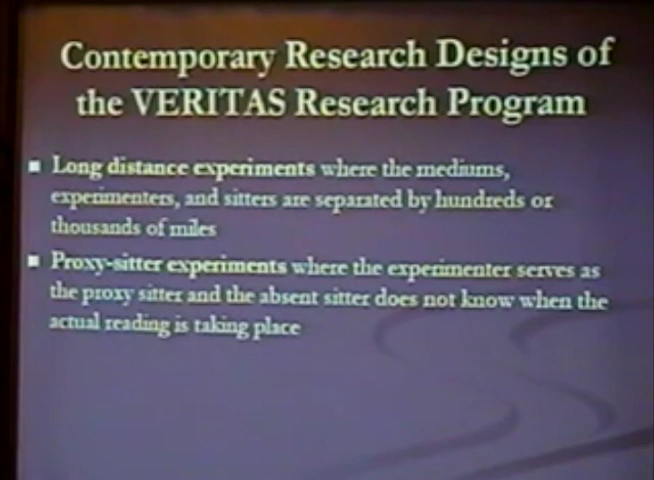 Contemporary Research Designs of
the VERITAS Research Program
Long distance experiments where the mediums,
experimenters, and sitters are separated by hundreds or
thousands of miles
Proxy-sitter experiments where the experimenter serves as
the proxy sitter and the absent sitter does not know when the
actual reading is taking place